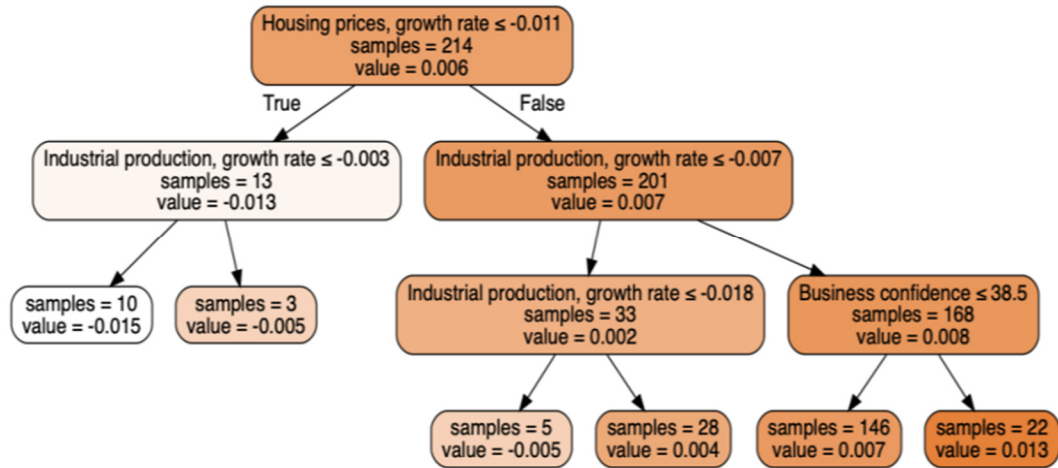 Housing prices, growth rate ≤ -0.011
samples = 214
value = 0.006
True
False
Industrial production, growth rate ≤ -0.003
samples = 13
value = -0.013
Industrial production, growth rate ≤ -0.007
samples = 201
value = 0.007
samples = 10
value = -0.015
samples = 3
value = -0.005
Industrial production, growth rate ≤ -0.018
samples = 33
value = 0.002
Business confidence ≤ 38.5
samples = 168
value = 0.008
samples = 5
value = -0.005
samples = 28
value = 0.004
samples = 146
value = 0.007
samples = 22
value = 0.013